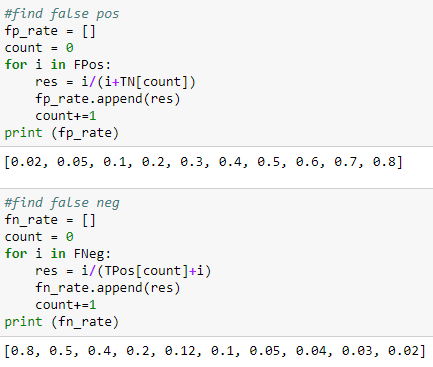 #find false pos
fp_rate = []
count = 0
for i in FPos:
    res = i/(i+TN[count])
    fp_rate.append(res)
    count+=1
print (fp_rate)
[0.02, 0.05, 0.1, 0.2, 0.3, 0.4, 0.5, 0.6, 0.7, 0.8]
#find false neg
fn_rate = []
count = 0
for i in FNeg:
    res = i/(TPos[count]+i)
    fn_rate.append(res)
    count+=1
print (fn_rate)
[0.8, 0.5, 0.4, 0.2, 0.12, 0.1, 0.05, 0.04, 0.03, 0.02]